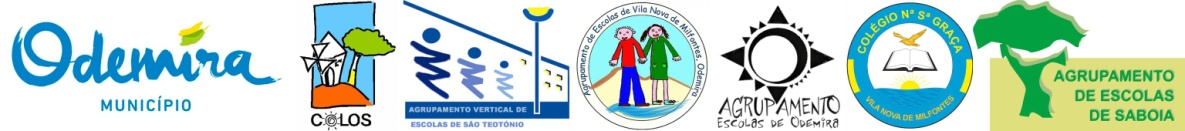 Odemira
MUNICÍPIO
COLOS
AGRUPAMENTO VERTICAL DE
ESCOLAS DE SÃO TEOTÓNIO
Agrupamento de Escolas de Vila Nova de Milfontes, Odemira
AGRUPAMENTO
ESCOLAS DE ODEMIRA
COLÉGIO Nª Sª GRAÇA
VILA NOVA DE MILFONTES
AGRUPAMENTO
DE ESCOLAS
DE SABOIA